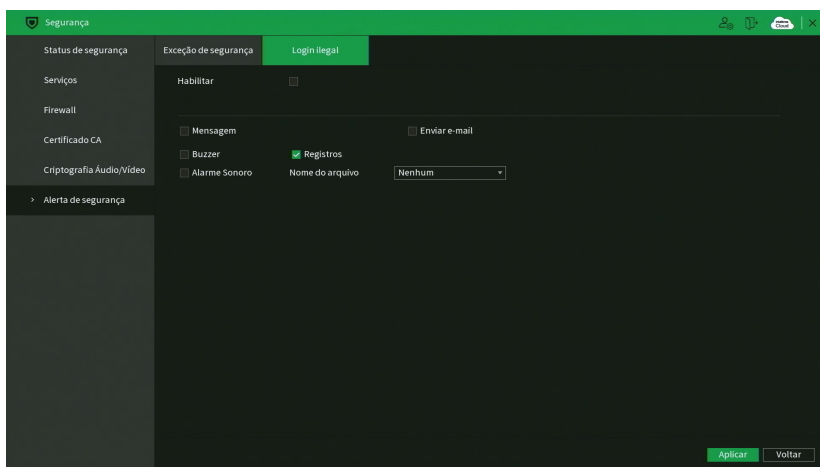 Segurança
Cloud
Status de segurança
Exceção de segurança
Login ilegal
Serviços
Habilitar
Firewall
Mensagem
Enviar e-mail
Certificado CA
Buzzer
Registros
Criptografia Áudio/Vídeo
Alarme Sonoro
Nome do arquivo
Nenhum
> Alerta de segurança
Aplicar
Voltar